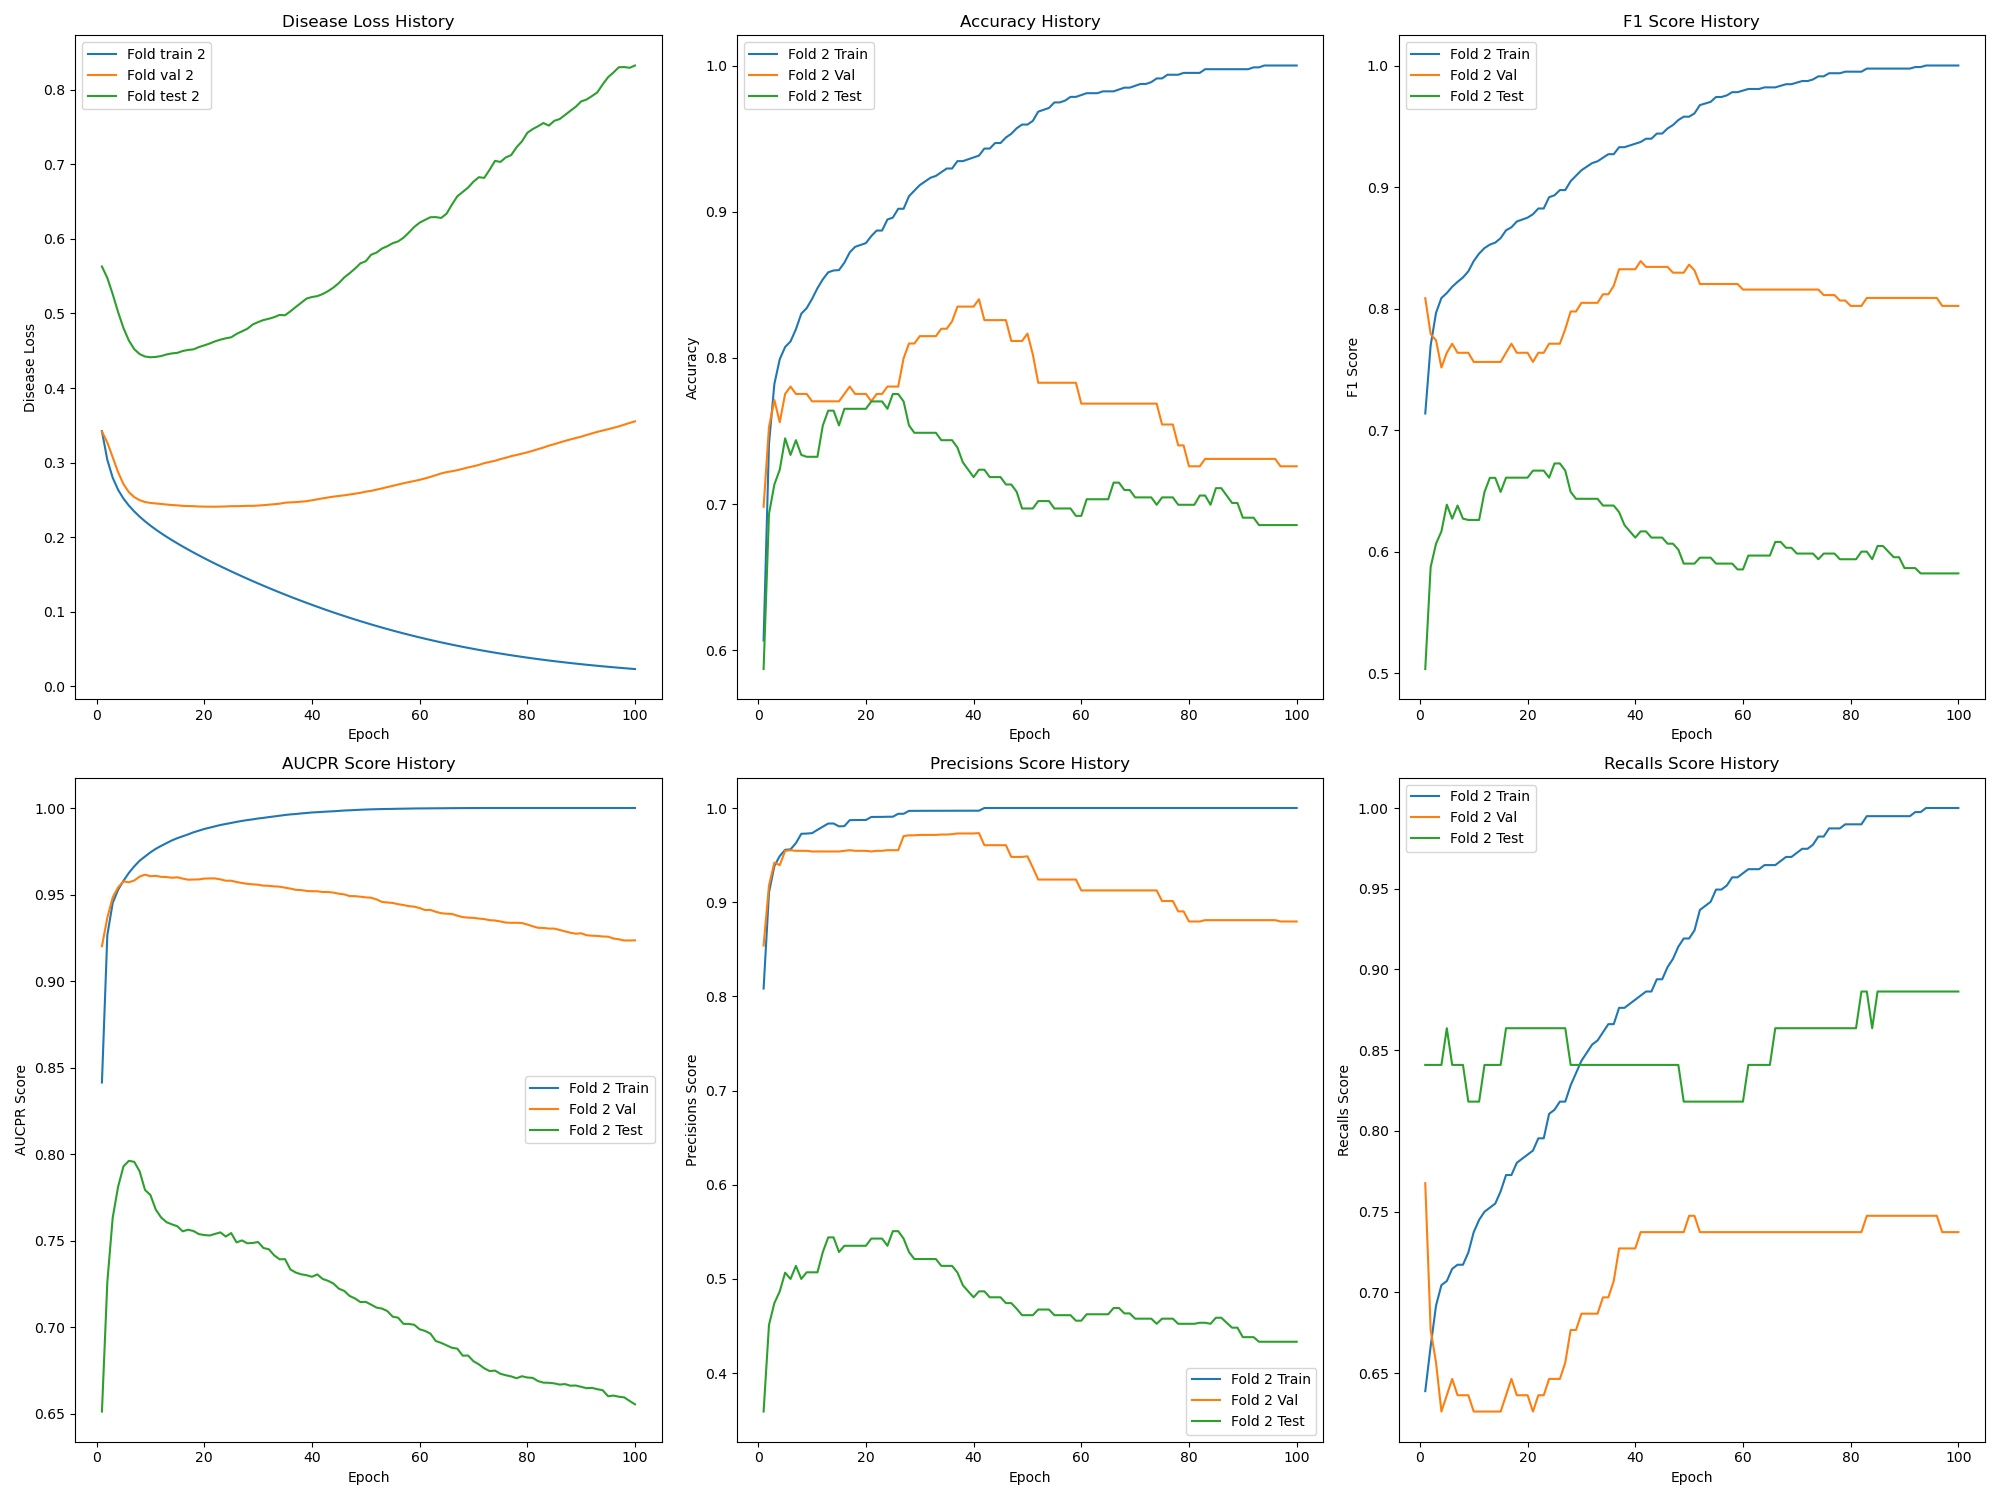 Disease Loss History
Fold train 2
Fold val 2
Fold test 2
Disease Loss
0.8
0.7
0.6
0.5
0.4
0.3
0.2
0.1
0.0
0 20 40 60 80 100
Epoch
Accuracy History
Fold 2 Train
Fold 2 Val
Fold 2 Test
Accuracy
1.0
0.9
0.8
0.7
0.6
0 20 40 60 80 100
Epoch
F1 Score History
Fold 2 Train
Fold 2 Val
Fold 2 Test
F1 Score
1.0
0.9
0.8
0.7
0.6
0.5
0 20 40 60 80 100
Epoch
AUCPR Score History
AUCPR Score
1.00
0.95
0.90
0.85
0.80
0.75
0.70
0.65
Fold 2 Train
Fold 2 Val
Fold 2 Test
0 20 40 60 80 100
Epoch
Precisions Score History
Precisions Score
1.0
0.9
0.8
0.7
0.6
0.5
0.4
Fold 2 Train
Fold 2 Val
Fold 2 Test
0 20 40 60 80 100
Epoch
Recalls Score History
Fold 2 Train
Fold 2 Val
Fold 2 Test
Recalls Score
1.00
0.95
0.90
0.85
0.80
0.75
0.70
0.65
0 20 40 60 80 100
Epoch